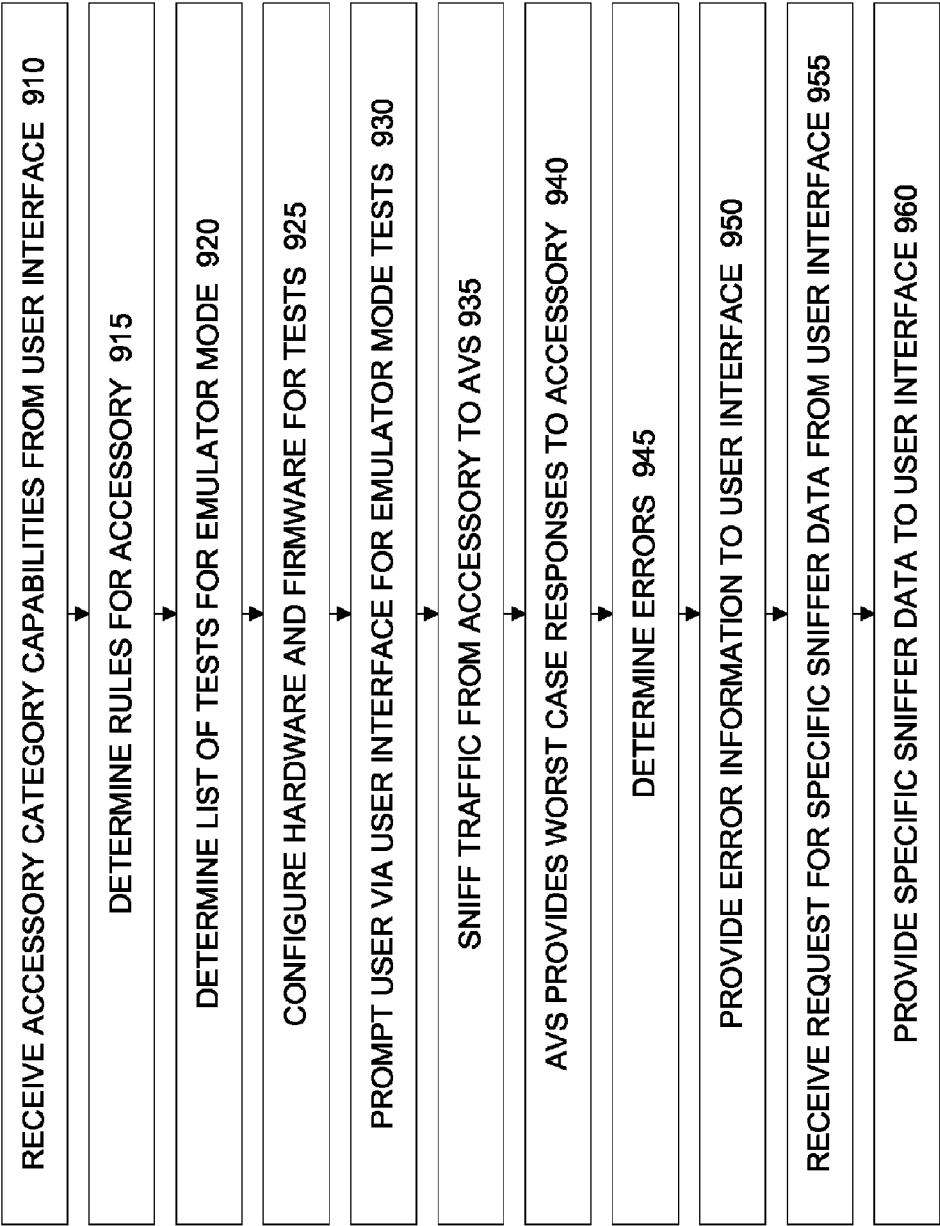 RECEIVE ACCESSORY CATEGORY CAPABILITIES FROM USER INTERFACE 910
DETERMINE RULES FOR ACCESSORY 915
DETERMINE LIST OF TESTS FOR EMULATOR MODE 920
CONFIGURE HARDWARE AND FIRMWARE FOR TESTS 925
PROMPT USER VIA USER INTERFACE FOR EMULATOR MODE TESTS 930
SNIFF TRAFFIC FROM ACCESSORY TO AVS 935
AVS PROVIDES WORST CASE RESPONSES TO ACCESSORY 940
DETERMINE ERRORS 945
PROVIDE ERROR INFORMATION TO USER INTERFACE 950
RECEIVE REQUEST FOR SPECIFIC SNIFFER DATA FROM USER INTERFACE 955
PROVIDE SPECIFIC SNIFFER DATA TO USER INTERFACE 960